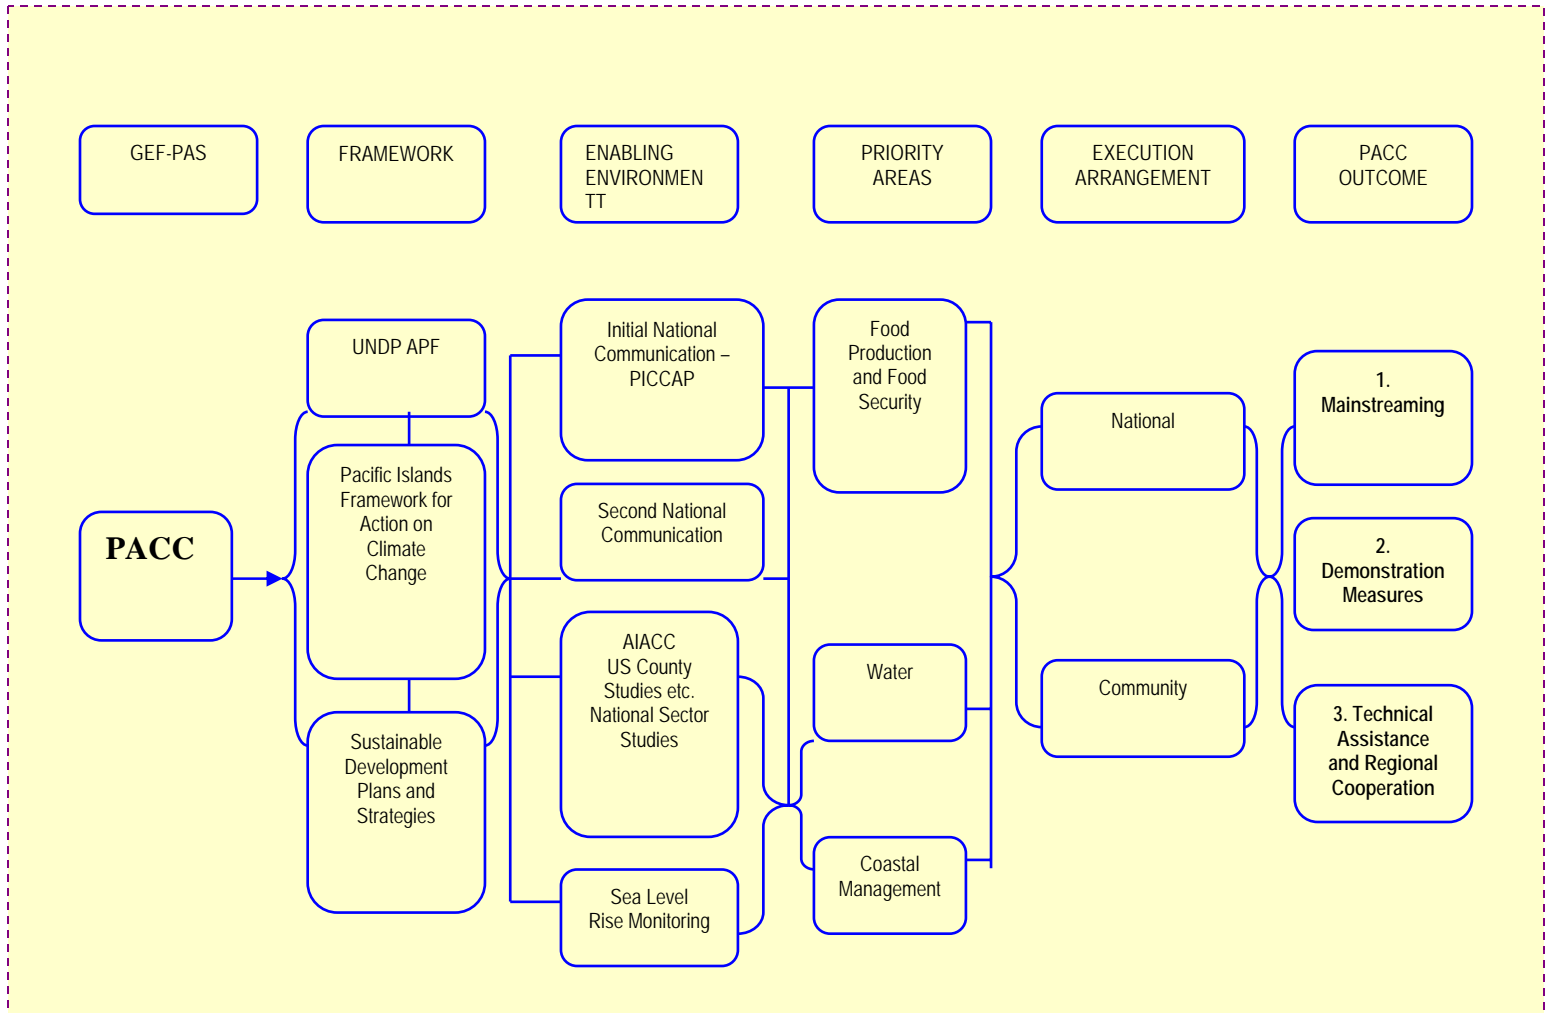 GEF-PAS
FRAMEWORK
ENABLING
ENVIRONMEN
TT
PRIORITY
AREAS
EXECUTION
ARRANGEMENT
PACC
OUTCOME
PACC
UNDP APF
Pacific Islands
Framework for
Action on
Climate
Change
Sustainable
Development
Plans and
Strategies
Initial National
Communication –
PICCAP
Second National
Communication
AIACC
US County
Studies etc.
National Sector
Studies
Sea Level
Rise Monitoring
Food
Production
and Food
Security
Water
Coastal
Management
National
Community
1.
Mainstreaming
2.
Demonstration
Measures
3. Technical
Assistance
and Regional
Cooperation